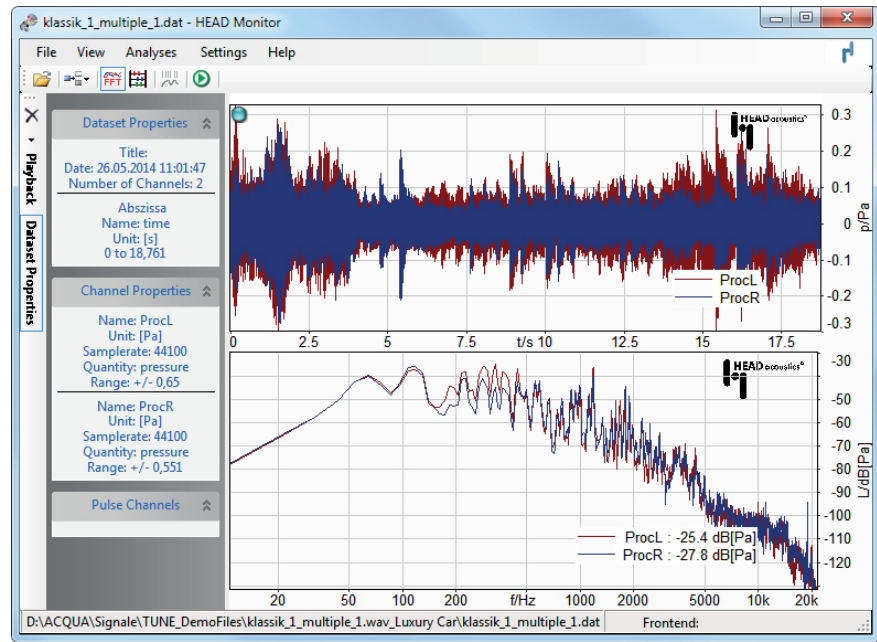 klassik_1_multiple_1.dat - HEAD Monitor
File View Analyses Settings Help
FFT
Playback
Dataset Properties
Dataset Properties
Title:
Date: 26.05.2014 11:01:47
Number of Channels: 2
Abszissa
Name: time
Unit: [s]
0 to 18,761
Channel Properties
Name: ProcL
Unit: [Pa]
Samplerate: 44100
Quantity: pressure
Range: +/- 0,65
Name: ProcR
Unit: [Pa]
Samplerate: 44100
Quantity: pressure
Range: +/- 0,551
Pulse Channels
HEAD acoustics®
0.3
0.2
0.1
0
-0.1
-0.2
-0.3
p/Pa
ProcL
ProcR
0 2.5 5 7.5 t/s 10 12.5 15 17.5
HEAD acoustics®
-30
-50
-60
-70
-80
-90
-100
-120
L/dB[Pa]
ProcL : -25.4 dB[Pa]
ProcR : -27.8 dB[Pa]
20 50 100 200 f/Hz 1000 2000 5000 10k 20k
D:\ACQUA\Signale\TUNE_DemoFiles\klassik_1_multiple_1.wav_Luxury Car\klassik_1_multiple_1.dat Frontend: